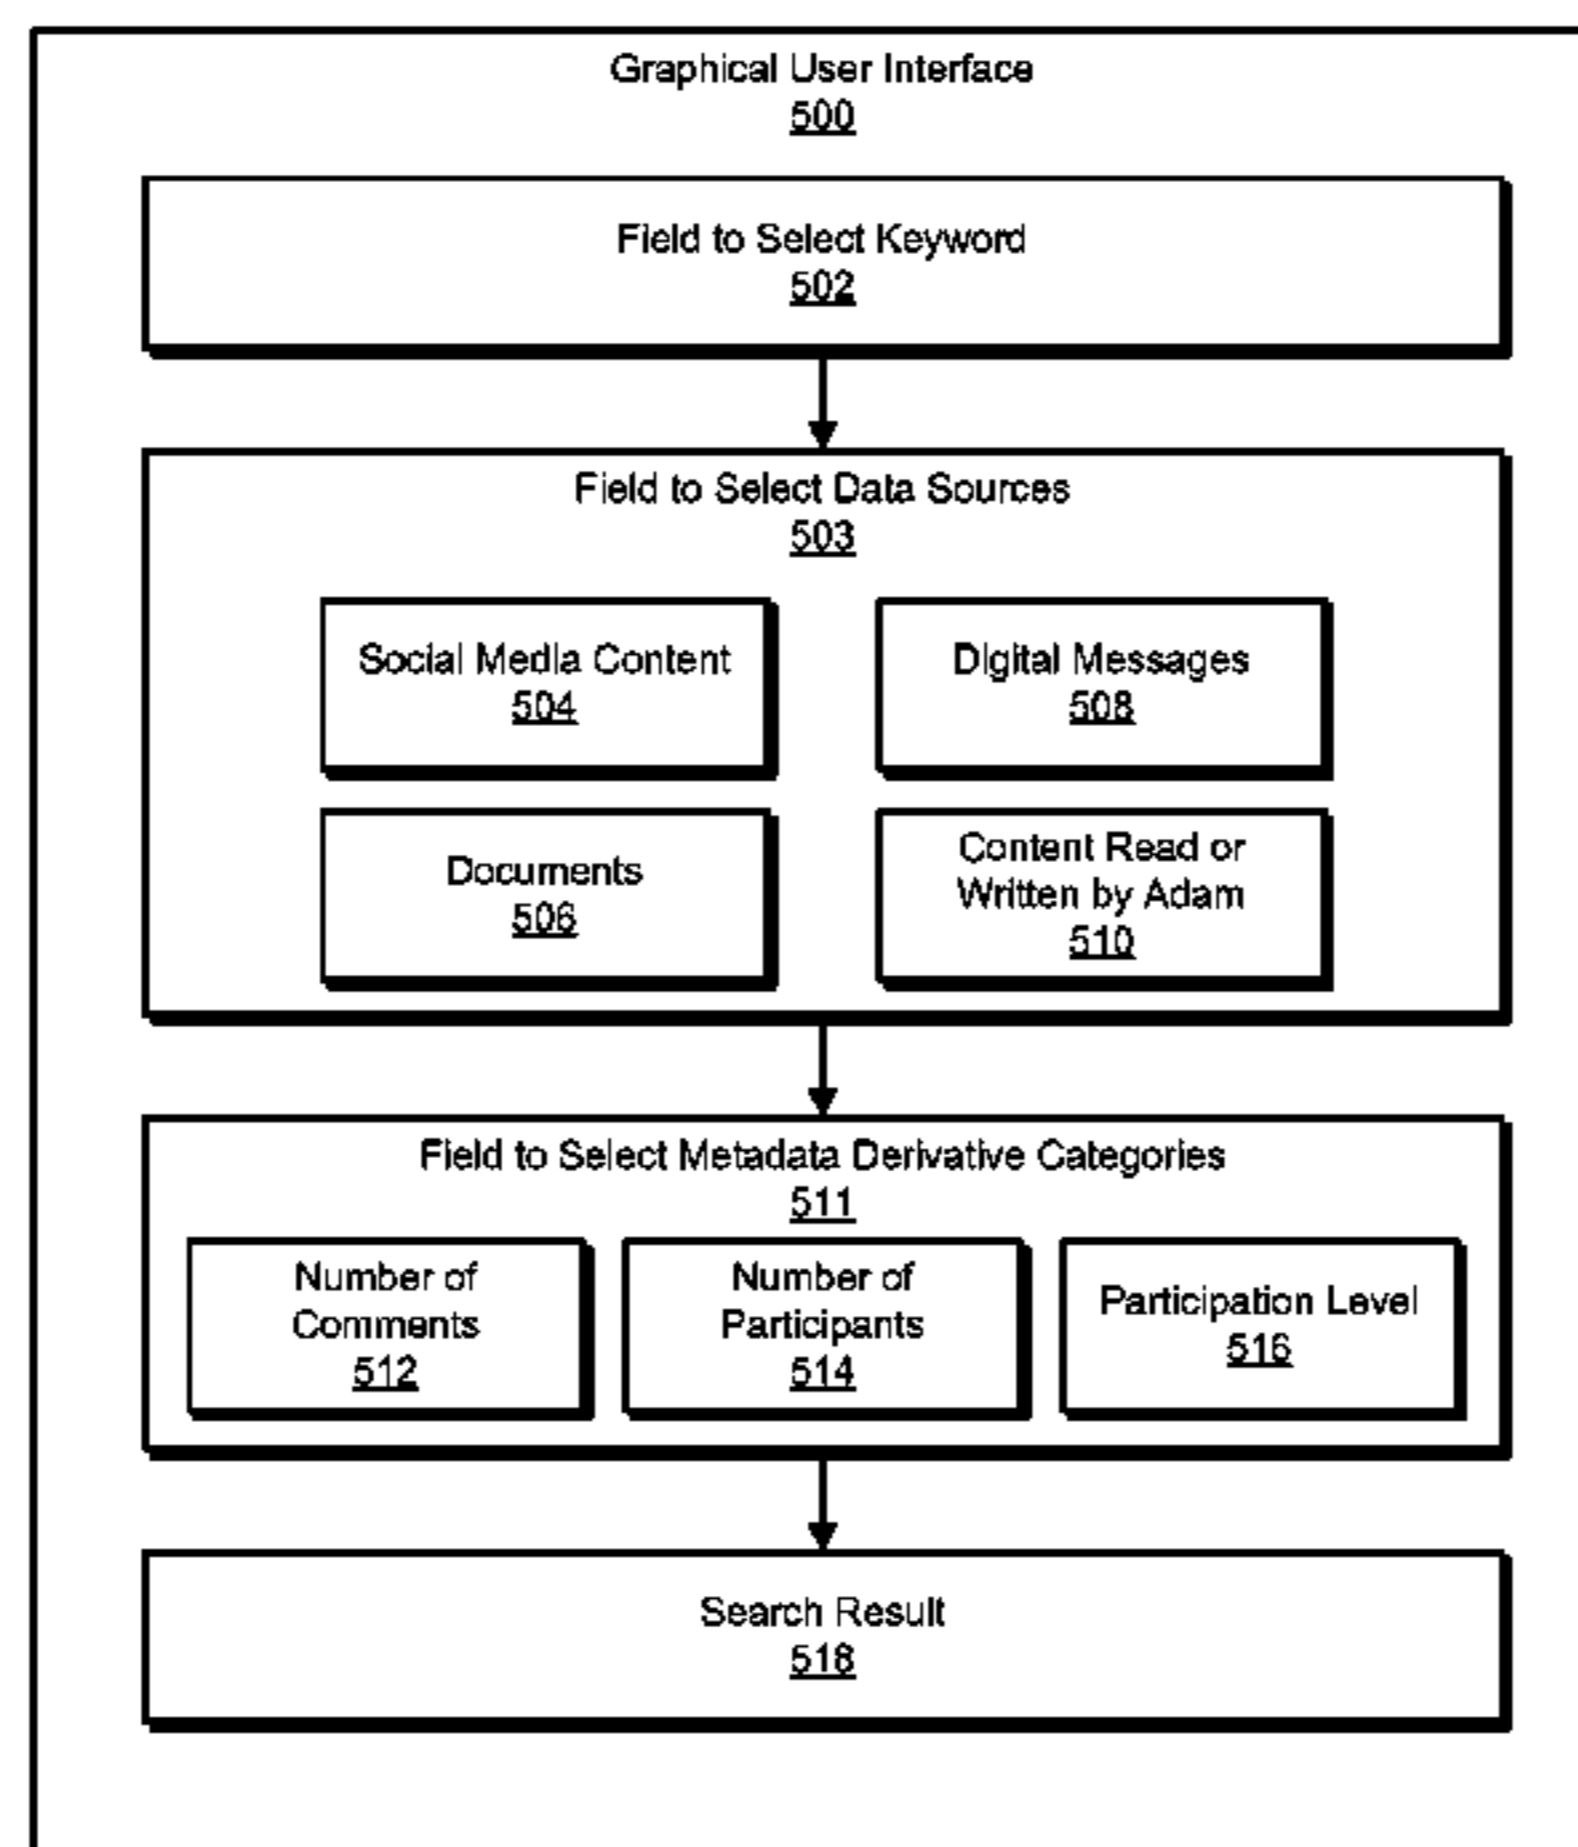 Graphical User Interface
500
Field to Select Keyword
502
Field to Select Data Sources
503
Social Media Content
504
Digital Messages
508
Documents
506
Content Read or
Written by Adam
510
Field to Select Metadata Derivative Categories
511
Number of
Comments
512
Number of
Participants
514
Participation Level
516
Search Result
518